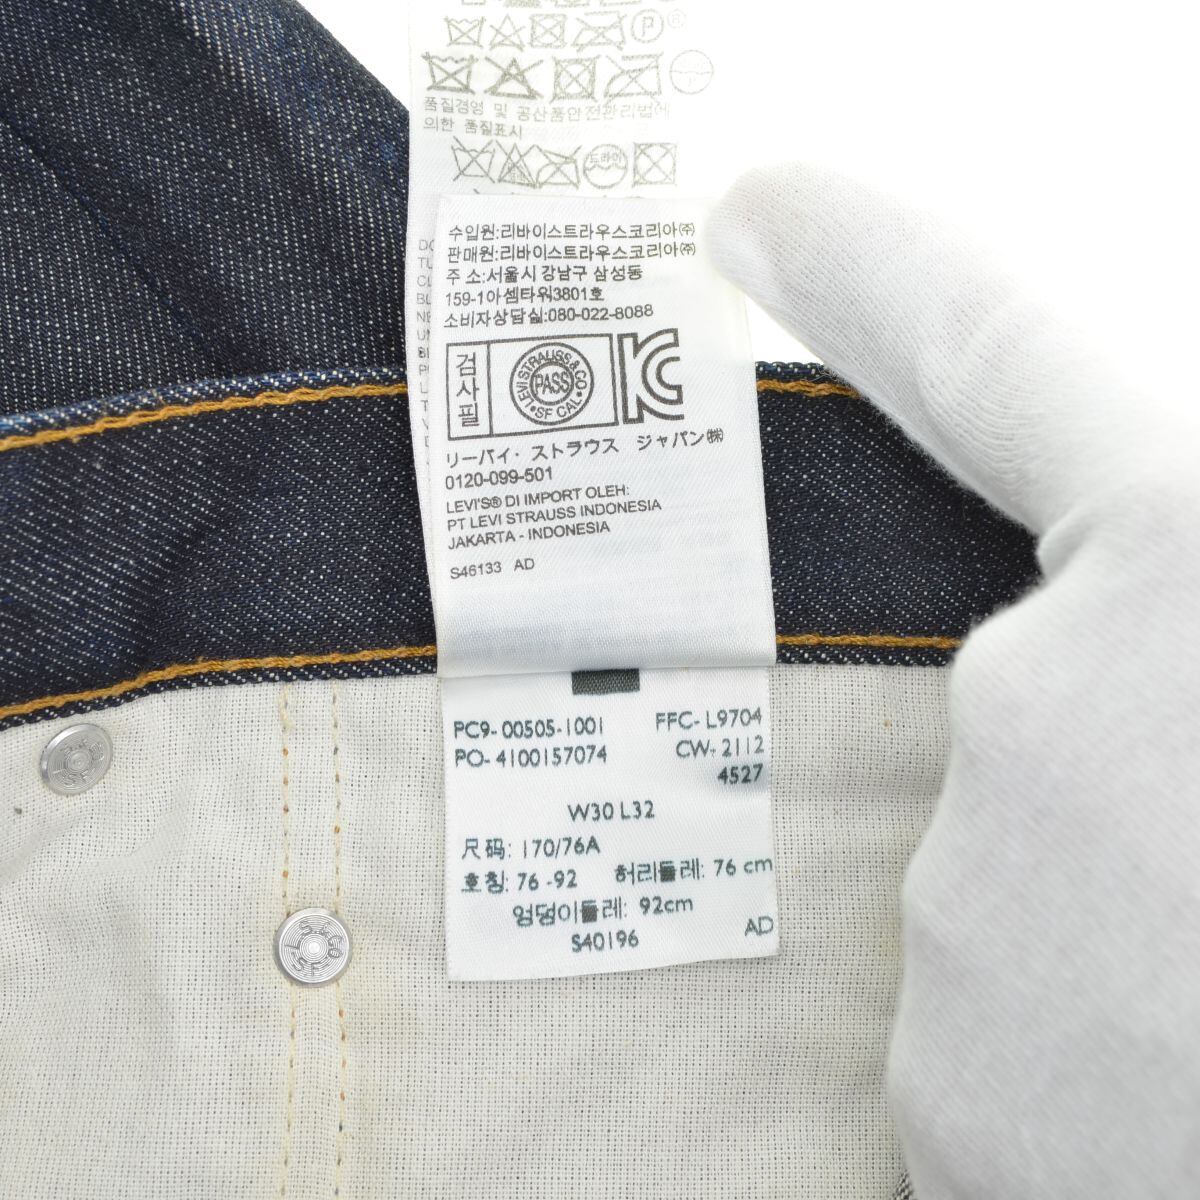 품질경영 및 공산품안전관리법에
의한 품질표시
드라이
수입원:리바이스트라우스코리아㈜
판매원:리바이스트라우스코리아㈜
주 소:서울시 강남구 삼성동
159-1아셈타워3801호
소비자상담실:080-022-8088
검사필
LEVI STRAUSS & CO.
PASS
SF CAL.
リーバイ・ストラウス ジャパン㈱
0120-099-501
LEVI'S® DI IMPORT OLEH:
PT LEVI STRAUSS INDONESIA
JAKARTA - INDONESIA
S46133 AD
PC9-00505-1001 FFC-L9704
PO-4100157074 CW-2112
4527
W30 L32
尺码: 170/76A
호칭: 76-92 허리둘레: 76 cm
엉덩이둘레: 92cm
S40196 AD
LS&CO
SF